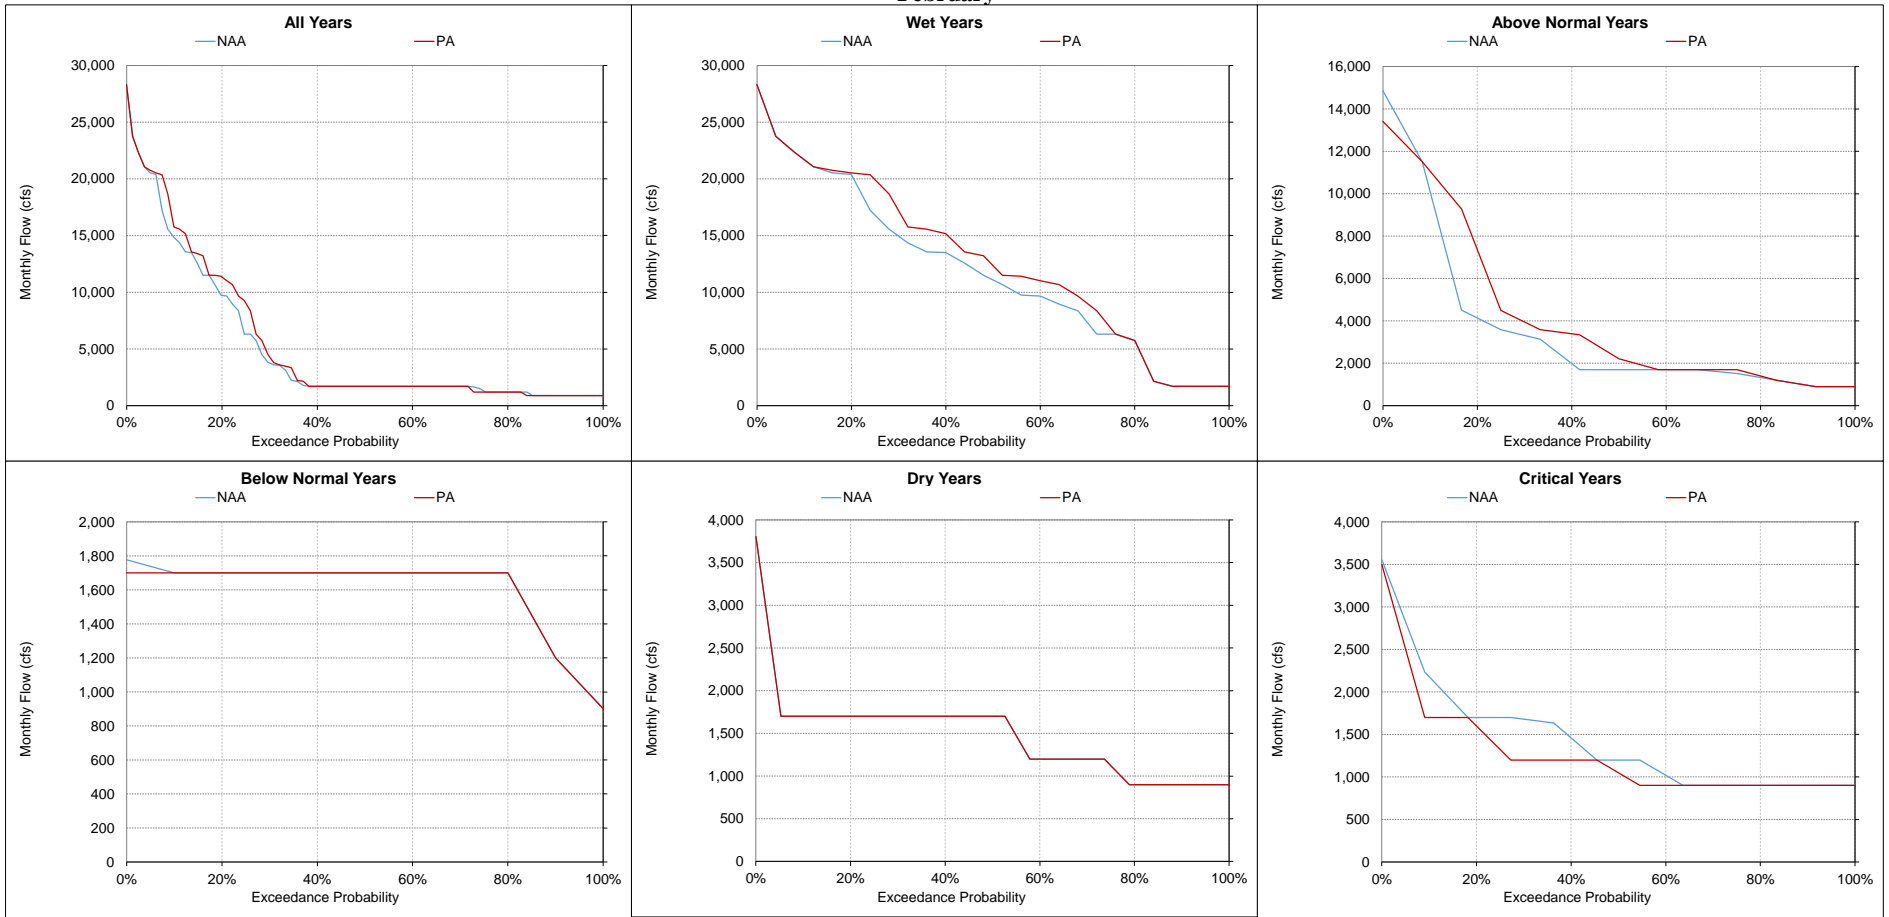 February
All Years
NAA PA
30,000
25,000
20,000
15,000
10,000
5,000
0
Monthly Flow (cfs)
0% 20% 40% 60% 80% 100%
Exceedance Probability
Wet Years
NAA PA
30,000
25,000
20,000
15,000
10,000
5,000
0
Monthly Flow (cfs)
0% 20% 40% 60% 80% 100%
Exceedance Probability
Above Normal Years
NAA PA
16,000
14,000
12,000
10,000
8,000
6,000
4,000
2,000
0
Monthly Flow (cfs)
0% 20% 40% 60% 80% 100%
Exceedance Probability
Below Normal Years
NAA PA
2,000
1,800
1,600
1,400
1,200
1,000
800
600
400
200
0
Monthly Flow (cfs)
0% 20% 40% 60% 80% 100%
Exceedance Probability
Dry Years
NAA PA
4,000
3,500
3,000
2,500
2,000
1,500
1,000
500
0
Monthly Flow (cfs)
0% 20% 40% 60% 80% 100%
Exceedance Probability
Critical Years
NAA PA
4,000
3,500
3,000
2,500
2,000
1,500
1,000
500
0
Monthly Flow (cfs)
0% 20% 40% 60% 80% 100%
Exceedance Probability